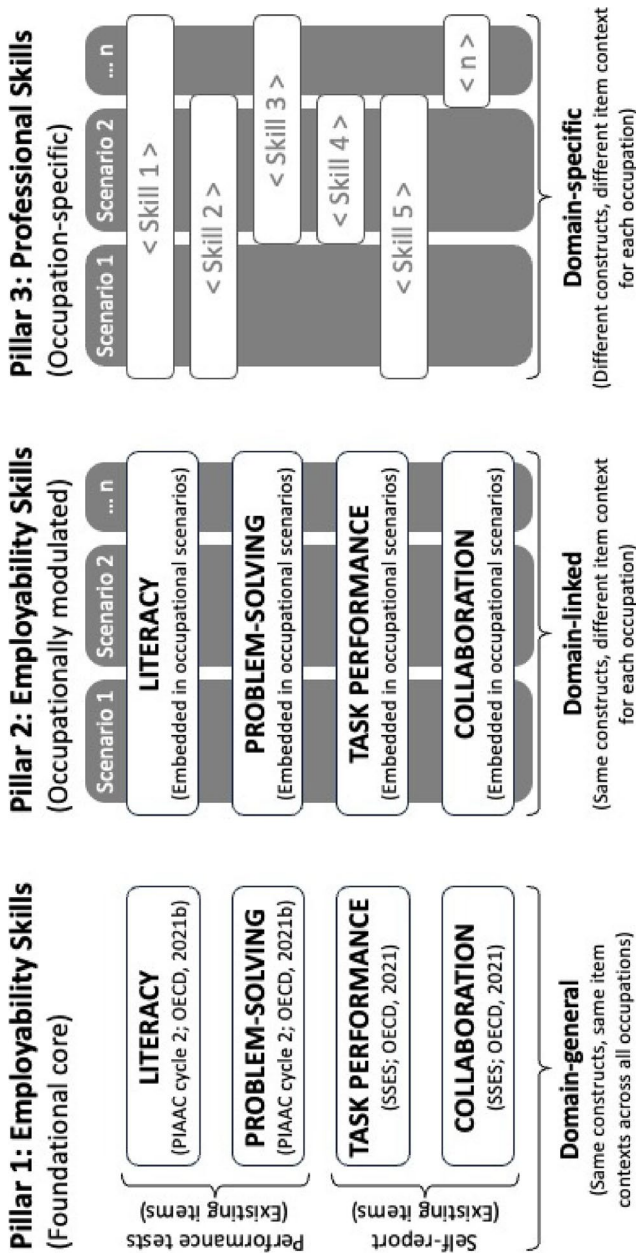 Pillar 1: Employability Skills
(Foundational core)
Performance tests
(Existing items)
Self-report
(Existing items)
LITERACY
(PIAAC cycle 2; OECD, 2021b)
PROBLEM-SOLVING
(PIAAC cycle 2; OECD, 2021b)
TASK PERFORMANCE
(SSES; OECD, 2021)
COLLABORATION
(SSES; OECD, 2021)
Domain-general
(Same constructs, same item
contexts across all occupations)
Pillar 2: Employability Skills
(Occupationally modulated)
Scenario 1
Scenario 2
... n
LITERACY
(Embedded in occupational scenarios)
PROBLEM-SOLVING
(Embedded in occupational scenarios)
TASK PERFORMANCE
(Embedded in occupational scenarios)
COLLABORATION
(Embedded in occupational scenarios)
Domain-linked
(Same constructs, different item context
for each occupation)
Pillar 3: Professional Skills
(Occupation-specific)
Scenario 1
Scenario 2
... n
< Skill 1 >
< Skill 2 >
< Skill 3 >
< Skill 4 >
< Skill 5 >
< n >
Domain-specific
(Different constructs, different item context
for each occupation)